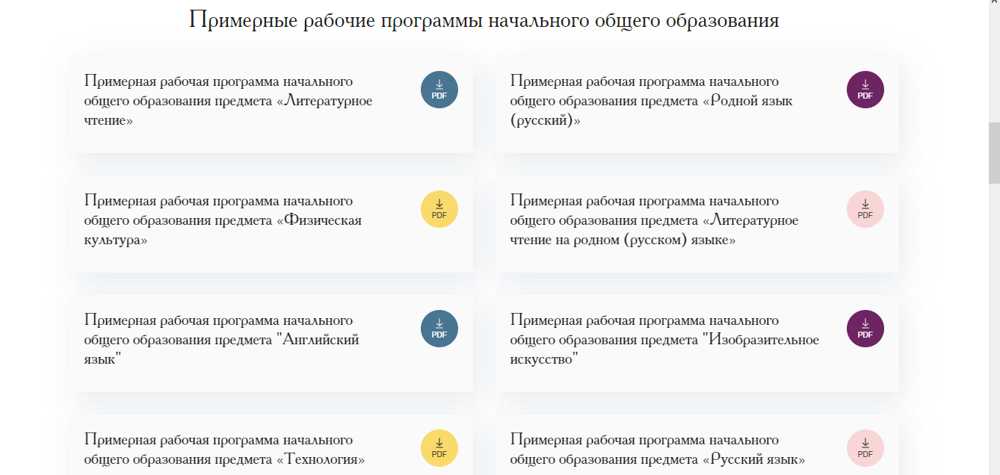 Примерные рабочие программы начального общего образования
Примерная рабочая программа начального
общего образования предмета «Литературное
чтение»
PDF
Примерная рабочая программа начального
общего образования предмета «Родной язык
(русский)»
PDF
Примерная рабочая программа начального
общего образования предмета «Физическая
культура»
PDF
Примерная рабочая программа начального
общего образования предмета «Литературное
чтение на родном (русском) языке»
PDF
Примерная рабочая программа начального
общего образования предмета "Английский
язык"
PDF
Примерная рабочая программа начального
общего образования предмета "Изобразительное
искусство"
PDF
Примерная рабочая программа начального
общего образования предмета «Технология»
PDF
Примерная рабочая программа начального
общего образования предмета «Русский язык»
PDF